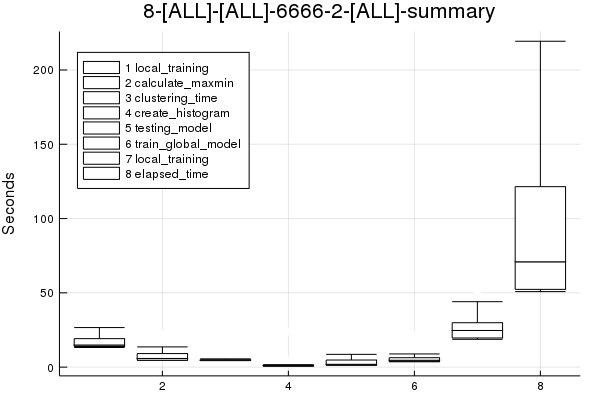 8-[ALL]-[ALL]-6666-2-[ALL]-summary
200
150
100
50
0
Seconds
1 local_training
2 calculate_maxmin
3 clustering_time
4 create_histogram
5 testing_model
6 train_global_model
7 local_training
8 elapsed_time
2
4
6
8